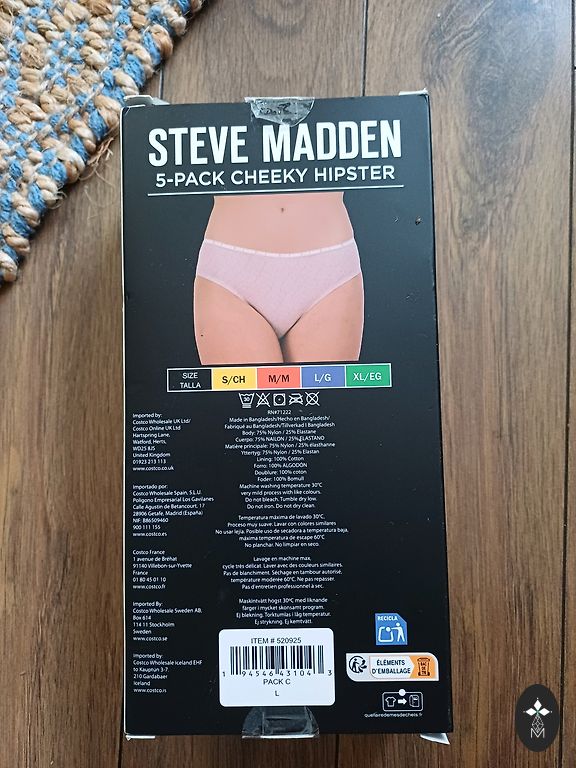 STEVE MADDEN
5-PACK CHEEKY HIPSTER
SIZE
TALLA
S/CH
M/M
L/G
XL/EG
RN#71222
Made in Bangladesh/Hecho en Bangladesh/
Fabriqué au Bangladesh/Tillverkad I Bangladesh
Body: 75% Nylon / 25% Elastane
Cuerpo: 75% NAILON / 25% ELASTANO
Matière principale: 75% Nylon / 25% élasthanne
Yttertyg: 75% Nylon / 25% Elastan
Lining: 100% Cotton
Forro: 100% ALGODÓN
Doublure: 100% coton
Foder: 100% Bomull
Machine washing temperature 30°C
very mild process with like colours.
Do not bleach. Tumble dry low.
Do not iron. Do not dry clean.
Temperatura máxima de lavado 30°C.
Proceso muy suave. Lavar con colores similares
No usar lejía. Posible uso de secadora a temperatura baja,
máxima temperatura de escape 60°C
No planchar. No limpiar en seco.
Lavage en machine max.
cycle très délicat. Laver avec des couleurs similaires.
Pas de blanchiment. Séchage en tambour autorisé,
température modérée 60°C. Ne pas repasser.
Pas d'entretien professionnel à sec.
Maskintvätt högst 30°C med liknande
färger i mycket skonsamt program.
Ej blekning. Torktumlas i låg temperatur.
Ej strykning. Ej kemtvätt.
Imported by:
Costco Wholesale UK Ltd/
Costco Online UK Ltd
Hartspring Lane,
Watford, Herts,
WD25 8JS
United Kingdom
01923 213 113
www.costco.co.uk
Importado por:
Costco Wholesale Spain, S.L.U.
Polígono Empresarial Los Gavilanes
Calle Agustín de Betancourt, 17
28906 Getafe, Madrid (España)
NIF: B86509460
900 111 155
www.costco.es
Costco France
1 avenue de Bréhat
91140 Villebon-sur-Yvette
France
01 80 45 01 10
www.costco.fr
Imported By:
Costco Wholesale Sweden AB,
Box 614
114 11 Stockholm
Sweden
www.costco.se
Imported by:
Costco Wholesale Iceland EHF
to Kauptun 3-7
210 Gardabaer
Iceland
www.costco.is
ITEM # 520925
1 94546 43104 3
PACK C
L
RECICLA
ÉLÉMENTS
D'EMBALLAGE
BAC
DE
TRI
quefairedemesdechets.fr
M